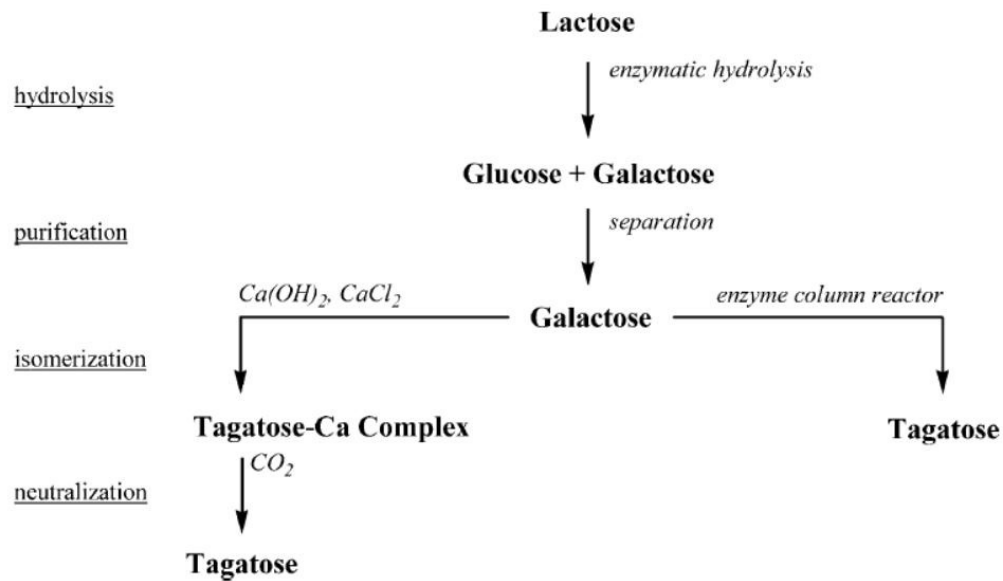 Lactose
enzymatic hydrolysis
hydrolysis
Glucose + Galactose
separation
purification
Ca(OH)2, CaCl2
enzyme column reactor
Galactose
isomerization
Tagatose-Ca Complex
Tagatose
CO2
neutralization
Tagatose